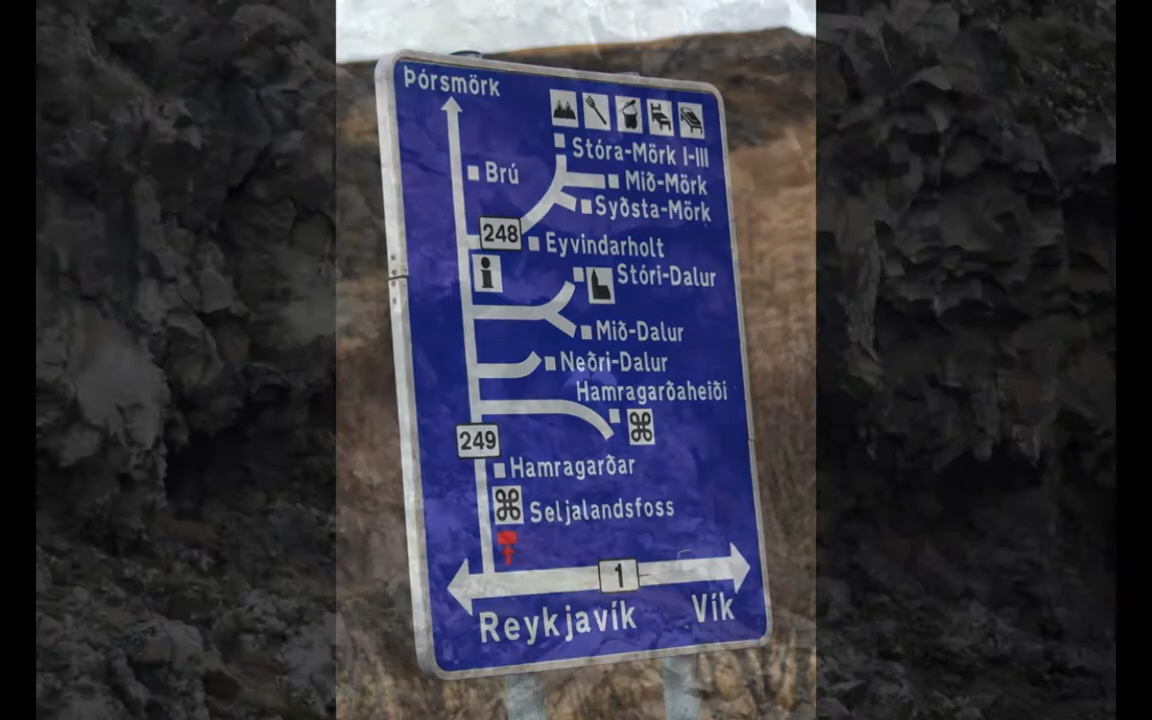 Þórsmörk
Stóra-Mörk I-III
Brú
Mið-Mörk
Syðsta-Mörk
248
Eyvindarholt
Stóri-Dalur
Mið-Dalur
Neðri-Dalur
Hamragarðaheiði
249
Hamragarðar
Seljalandsfoss
1
Reykjavík
Vík